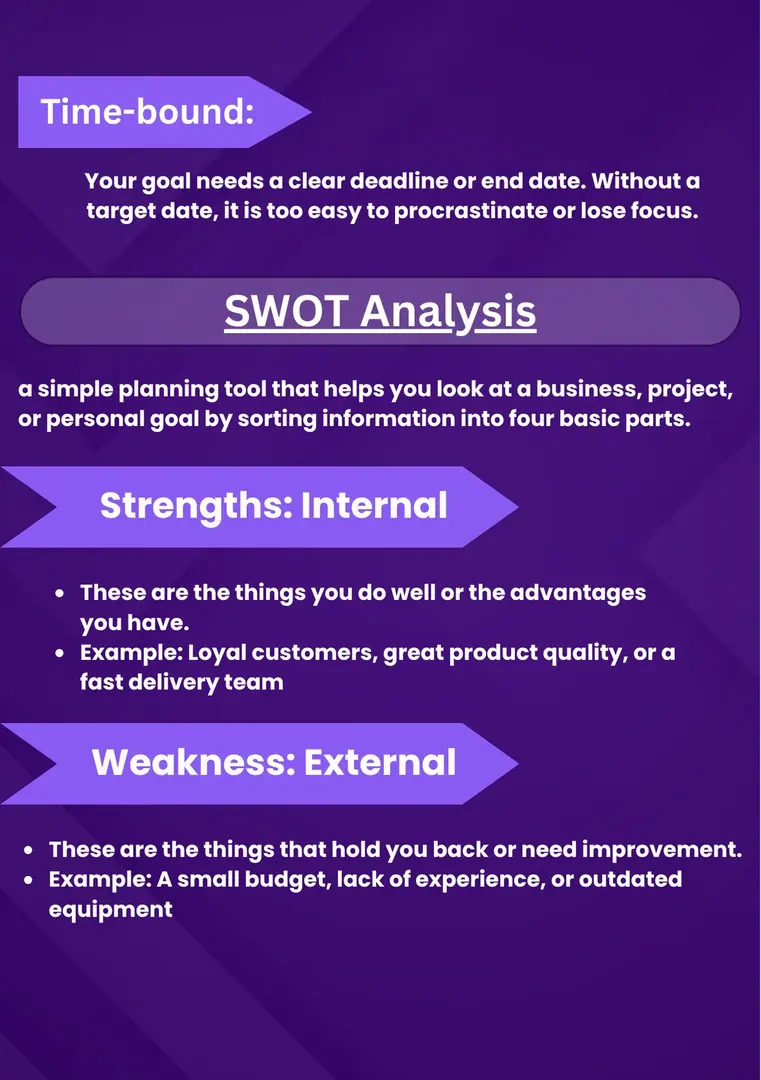 Time-bound:
Your goal needs a clear deadline or end date. Without a
target date, it is too easy to procrastinate or lose focus.
SWOT Analysis
a simple planning tool that helps you look at a business, project,
or personal goal by sorting information into four basic parts.
Strengths: Internal
• These are the things you do well or the advantages
you have.
• Example: Loyal customers, great product quality, or a
fast delivery team
Weakness: External
• These are the things that hold you back or need improvement.
• Example: A small budget, lack of experience, or outdated
equipment